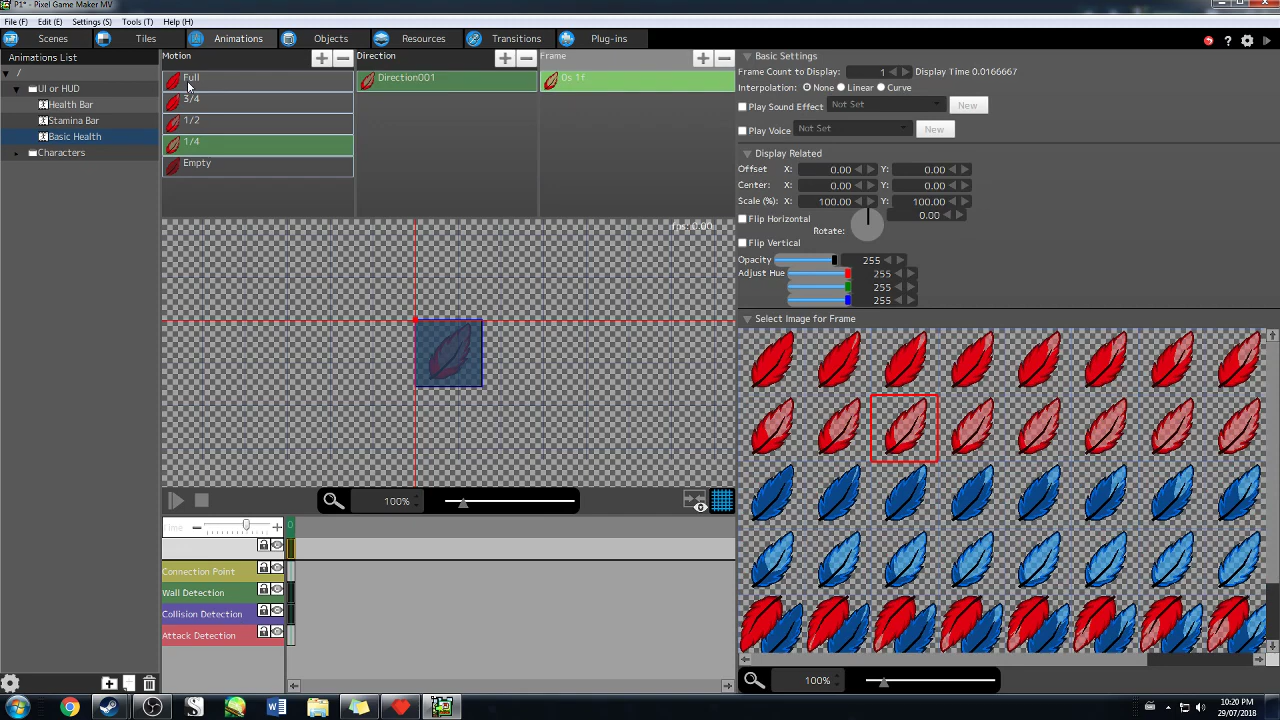 P1* - Pixel Game Maker MV
File (F) Edit (E) Settings (S) Tools (T) Help (H)
Scenes Tiles Animations Objects Resources Transitions Plug-ins
Animations List
/
UI or HUD
Health Bar
Stamina Bar
Basic Health
Characters
Motion
Full
3/4
1/2
1/4
Empty
Direction
Direction001
Frame
0s 1f
fps: 0.00
100%
Time
0
Connection Point
Wall Detection
Collision Detection
Attack Detection
Basic Settings
Frame Count to Display: 1 Display Time 0.0166667
Interpolation: None Linear Curve
Play Sound Effect Not Set New
Play Voice Not Set New
Display Related
Offset X: 0.00 Y: 0.00
Center: X: 0.00 Y: 0.00
Scale (%): X: 100.00 Y: 100.00
Flip Horizontal 0.00
Rotate:
Flip Vertical
Opacity 255
Adjust Hue 255
255
255
Select Image for Frame
100%
10:20 PM
29/07/2018